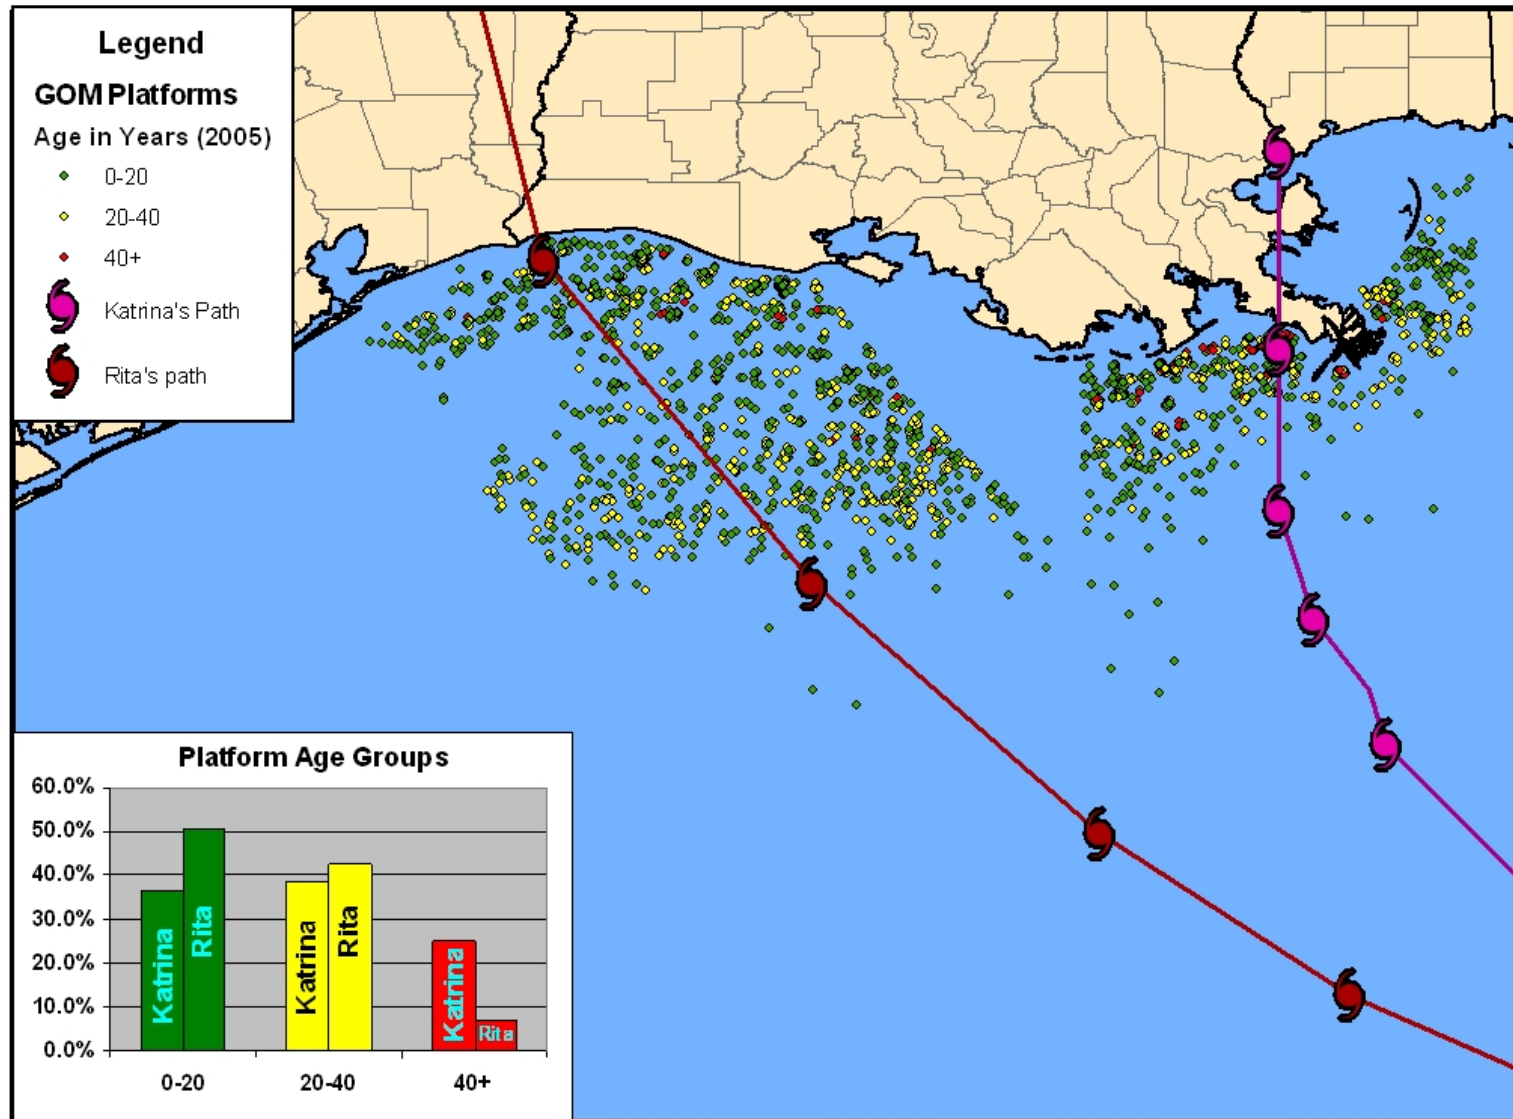 Legend
GOM Platforms
Age in Years (2005)
0-20
20-40
40+
Katrina's Path
Rita's path
Platform Age Groups
60.0%
50.0%
40.0%
30.0%
20.0%
10.0%
0.0%
Katrina
Rita
Katrina
Rita
Katrina
Rita
0-20
20-40
40+